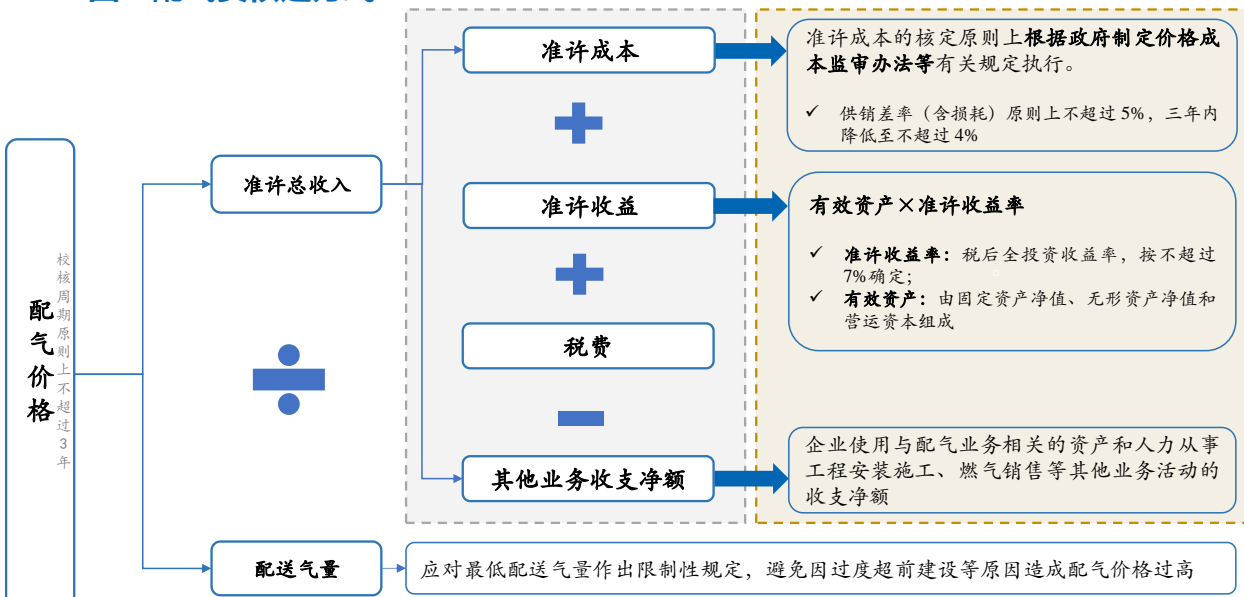 配气价格
校核周期原则上不超过3年
准许总收入
准许成本
准许收益
税费
其他业务收支净额
准许成本的核定原则上根据政府制定价格成
本监审办法等有关规定执行。
✓ 供销差率（含损耗）原则上不超过 5%，三年内
降低至不超过 4%
有效资产×准许收益率
✓ 准许收益率：税后全投资收益率，按不超过
7%确定；
✓ 有效资产：由固定资产净值、无形资产净值和
营运资本组成
企业使用与配气业务相关的资产和人力从事
工程安装施工、燃气销售等其他业务活动的
收支净额
配送气量
应对最低配送气量作出限制性规定，避免因过度超前建设等原因造成配气价格过高